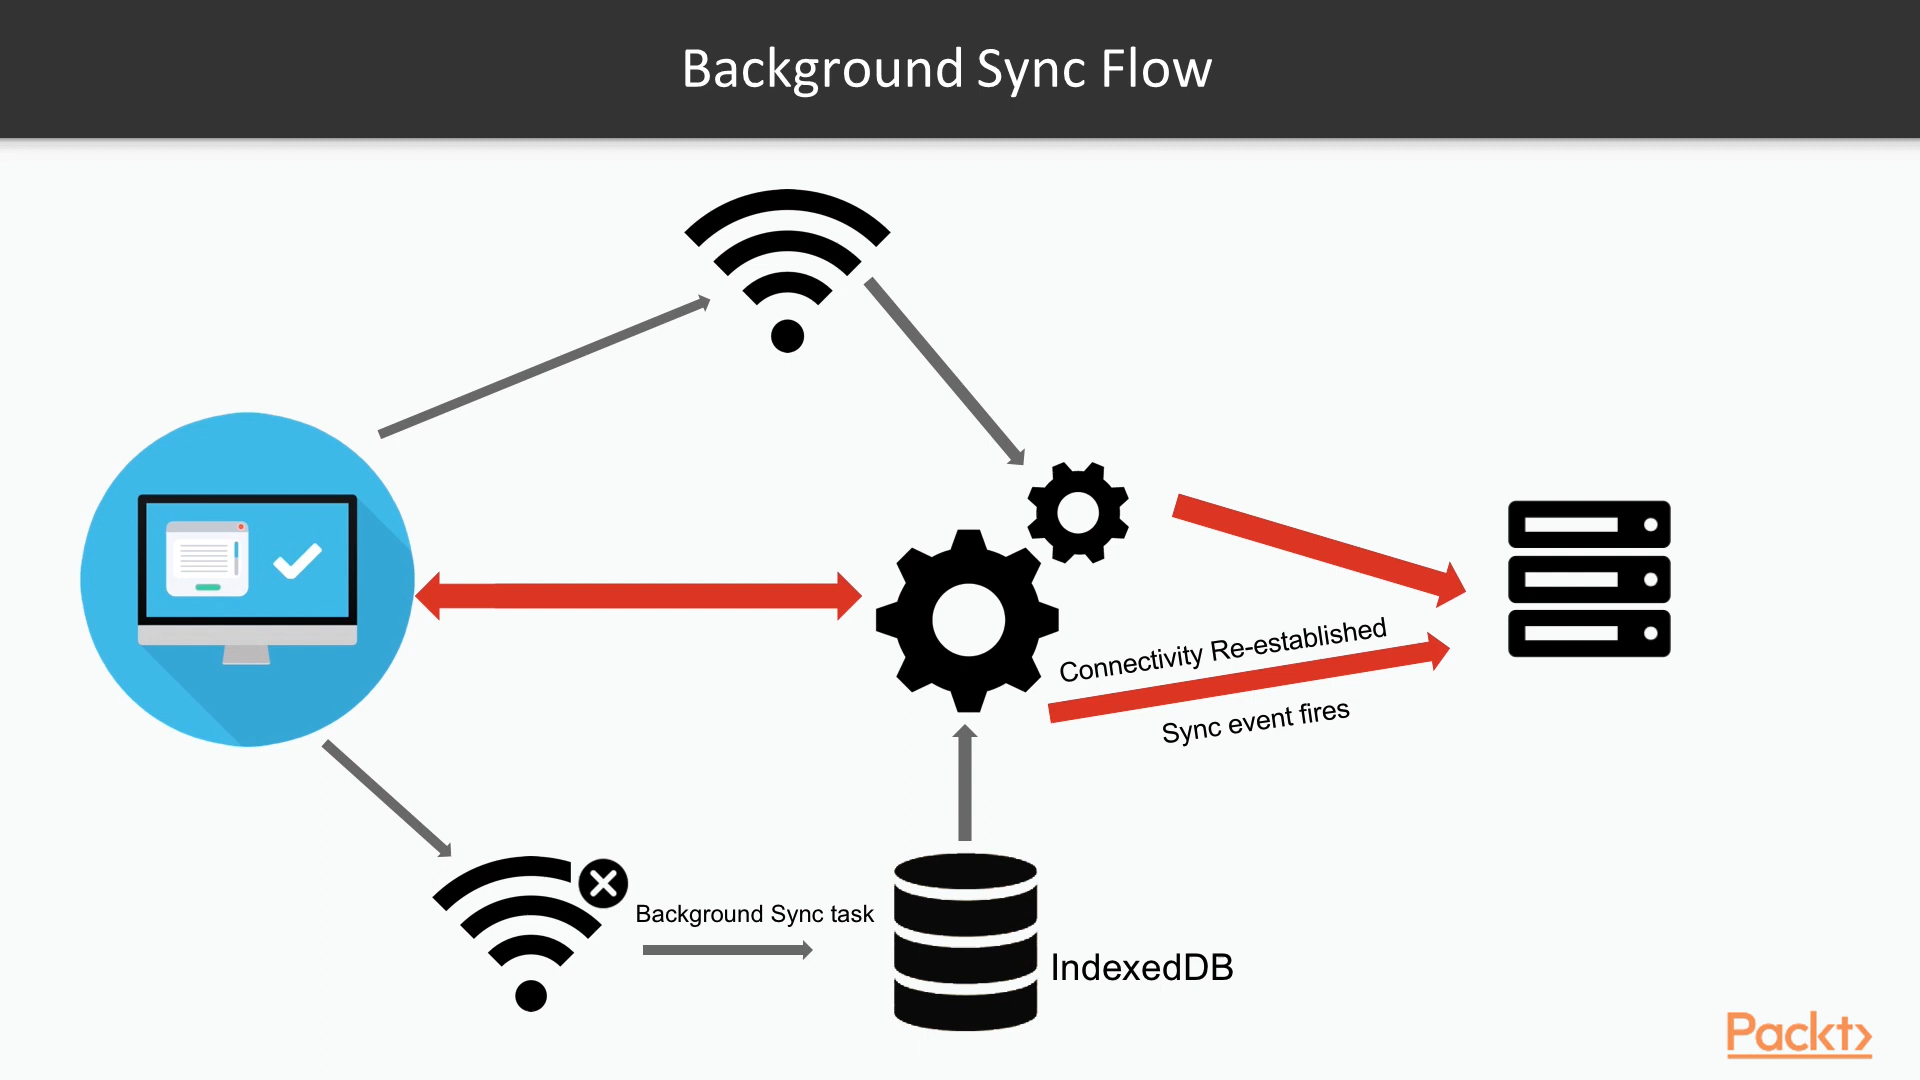 Background Sync Flow
Connectivity Re-established
Sync event fires
Background Sync task
IndexedDB
Packt>